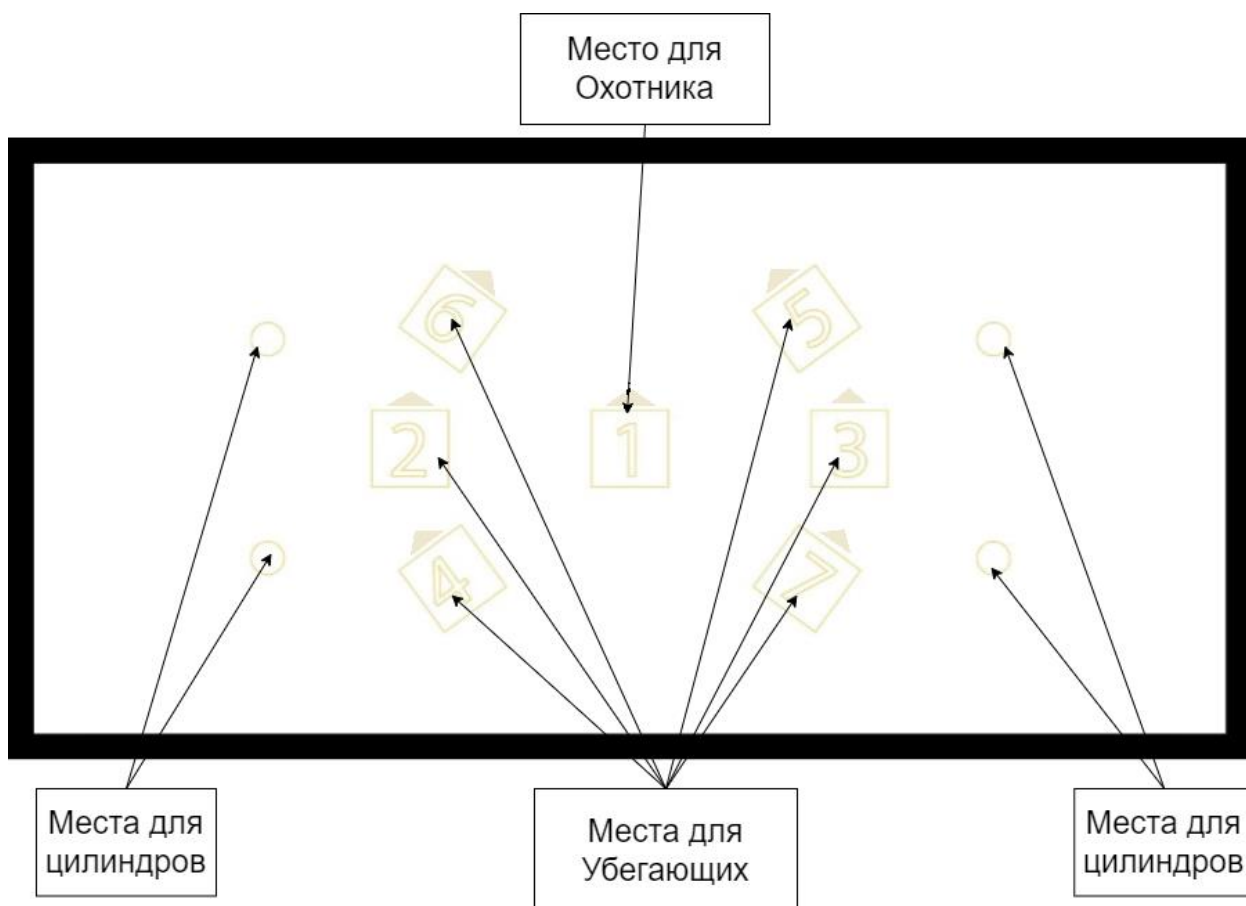 Место для
Охотника
6
5
2
1
3
4
7
Места для
цилиндров
Места для
Убегающих
Места для
цилиндров